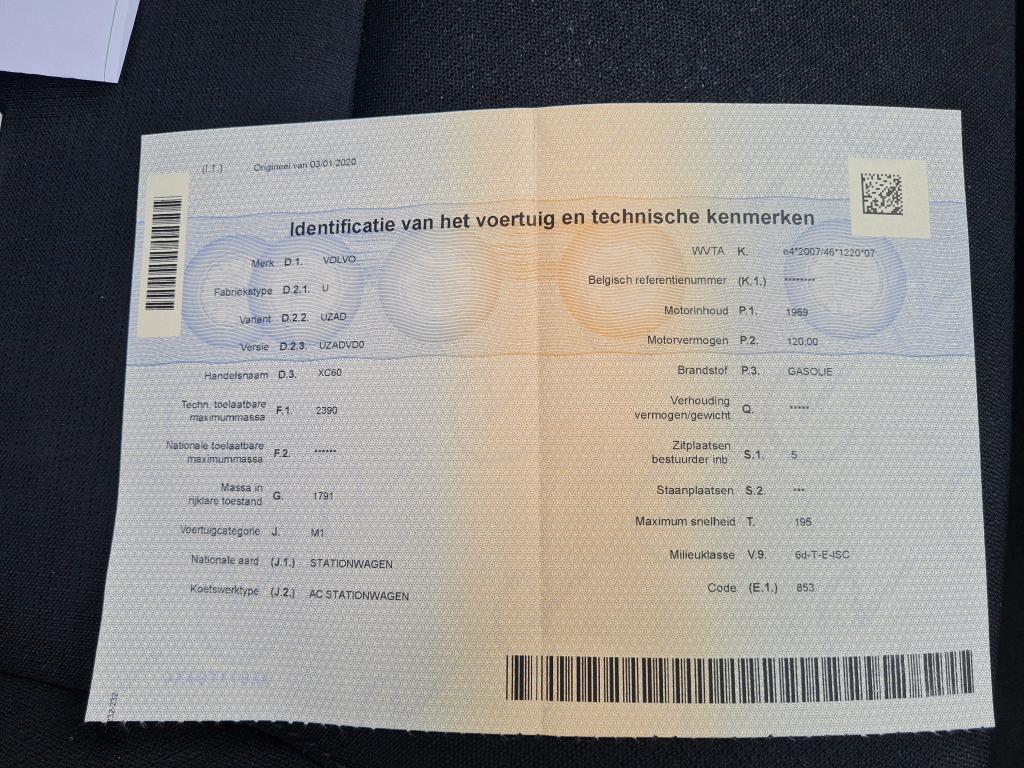 (I.1.) Origineel van 03/01/2020
Identificatie van het voertuig en technische kenmerken
Merk D.1. VOLVO
Fabriekstype D.2.1. U
Variant D.2.2. UZAD
Versie D.2.3. UZADVD0
Handelsnaam D.3. XC60
Techn. toelaatbare
maximummassa F.1. 2390
Nationale toelaatbare
maximummassa F.2. ******
Massa in
rijklare toestand G. 1791
Voertuigcategorie J. M1
Nationale aard (J.1.) STATIONWAGEN
Koetswerktype (J.2.) AC STATIONWAGEN
WVTA K. e4*2007/46*1220*07
Belgisch referentienummer (K.1.) ********
Motorinhoud P.1. 1969
Motorvermogen P.2. 120,00
Brandstof P.3. GASOLIE
Verhouding
vermogen/gewicht Q. *****
Zitplaatsen
bestuurder inb. S.1. 5
Staanplaatsen S.2. ***
Maximum snelheid T. 195
Milieuklasse V.9. 6d-T-E-ISC
Code (E.1.) 853